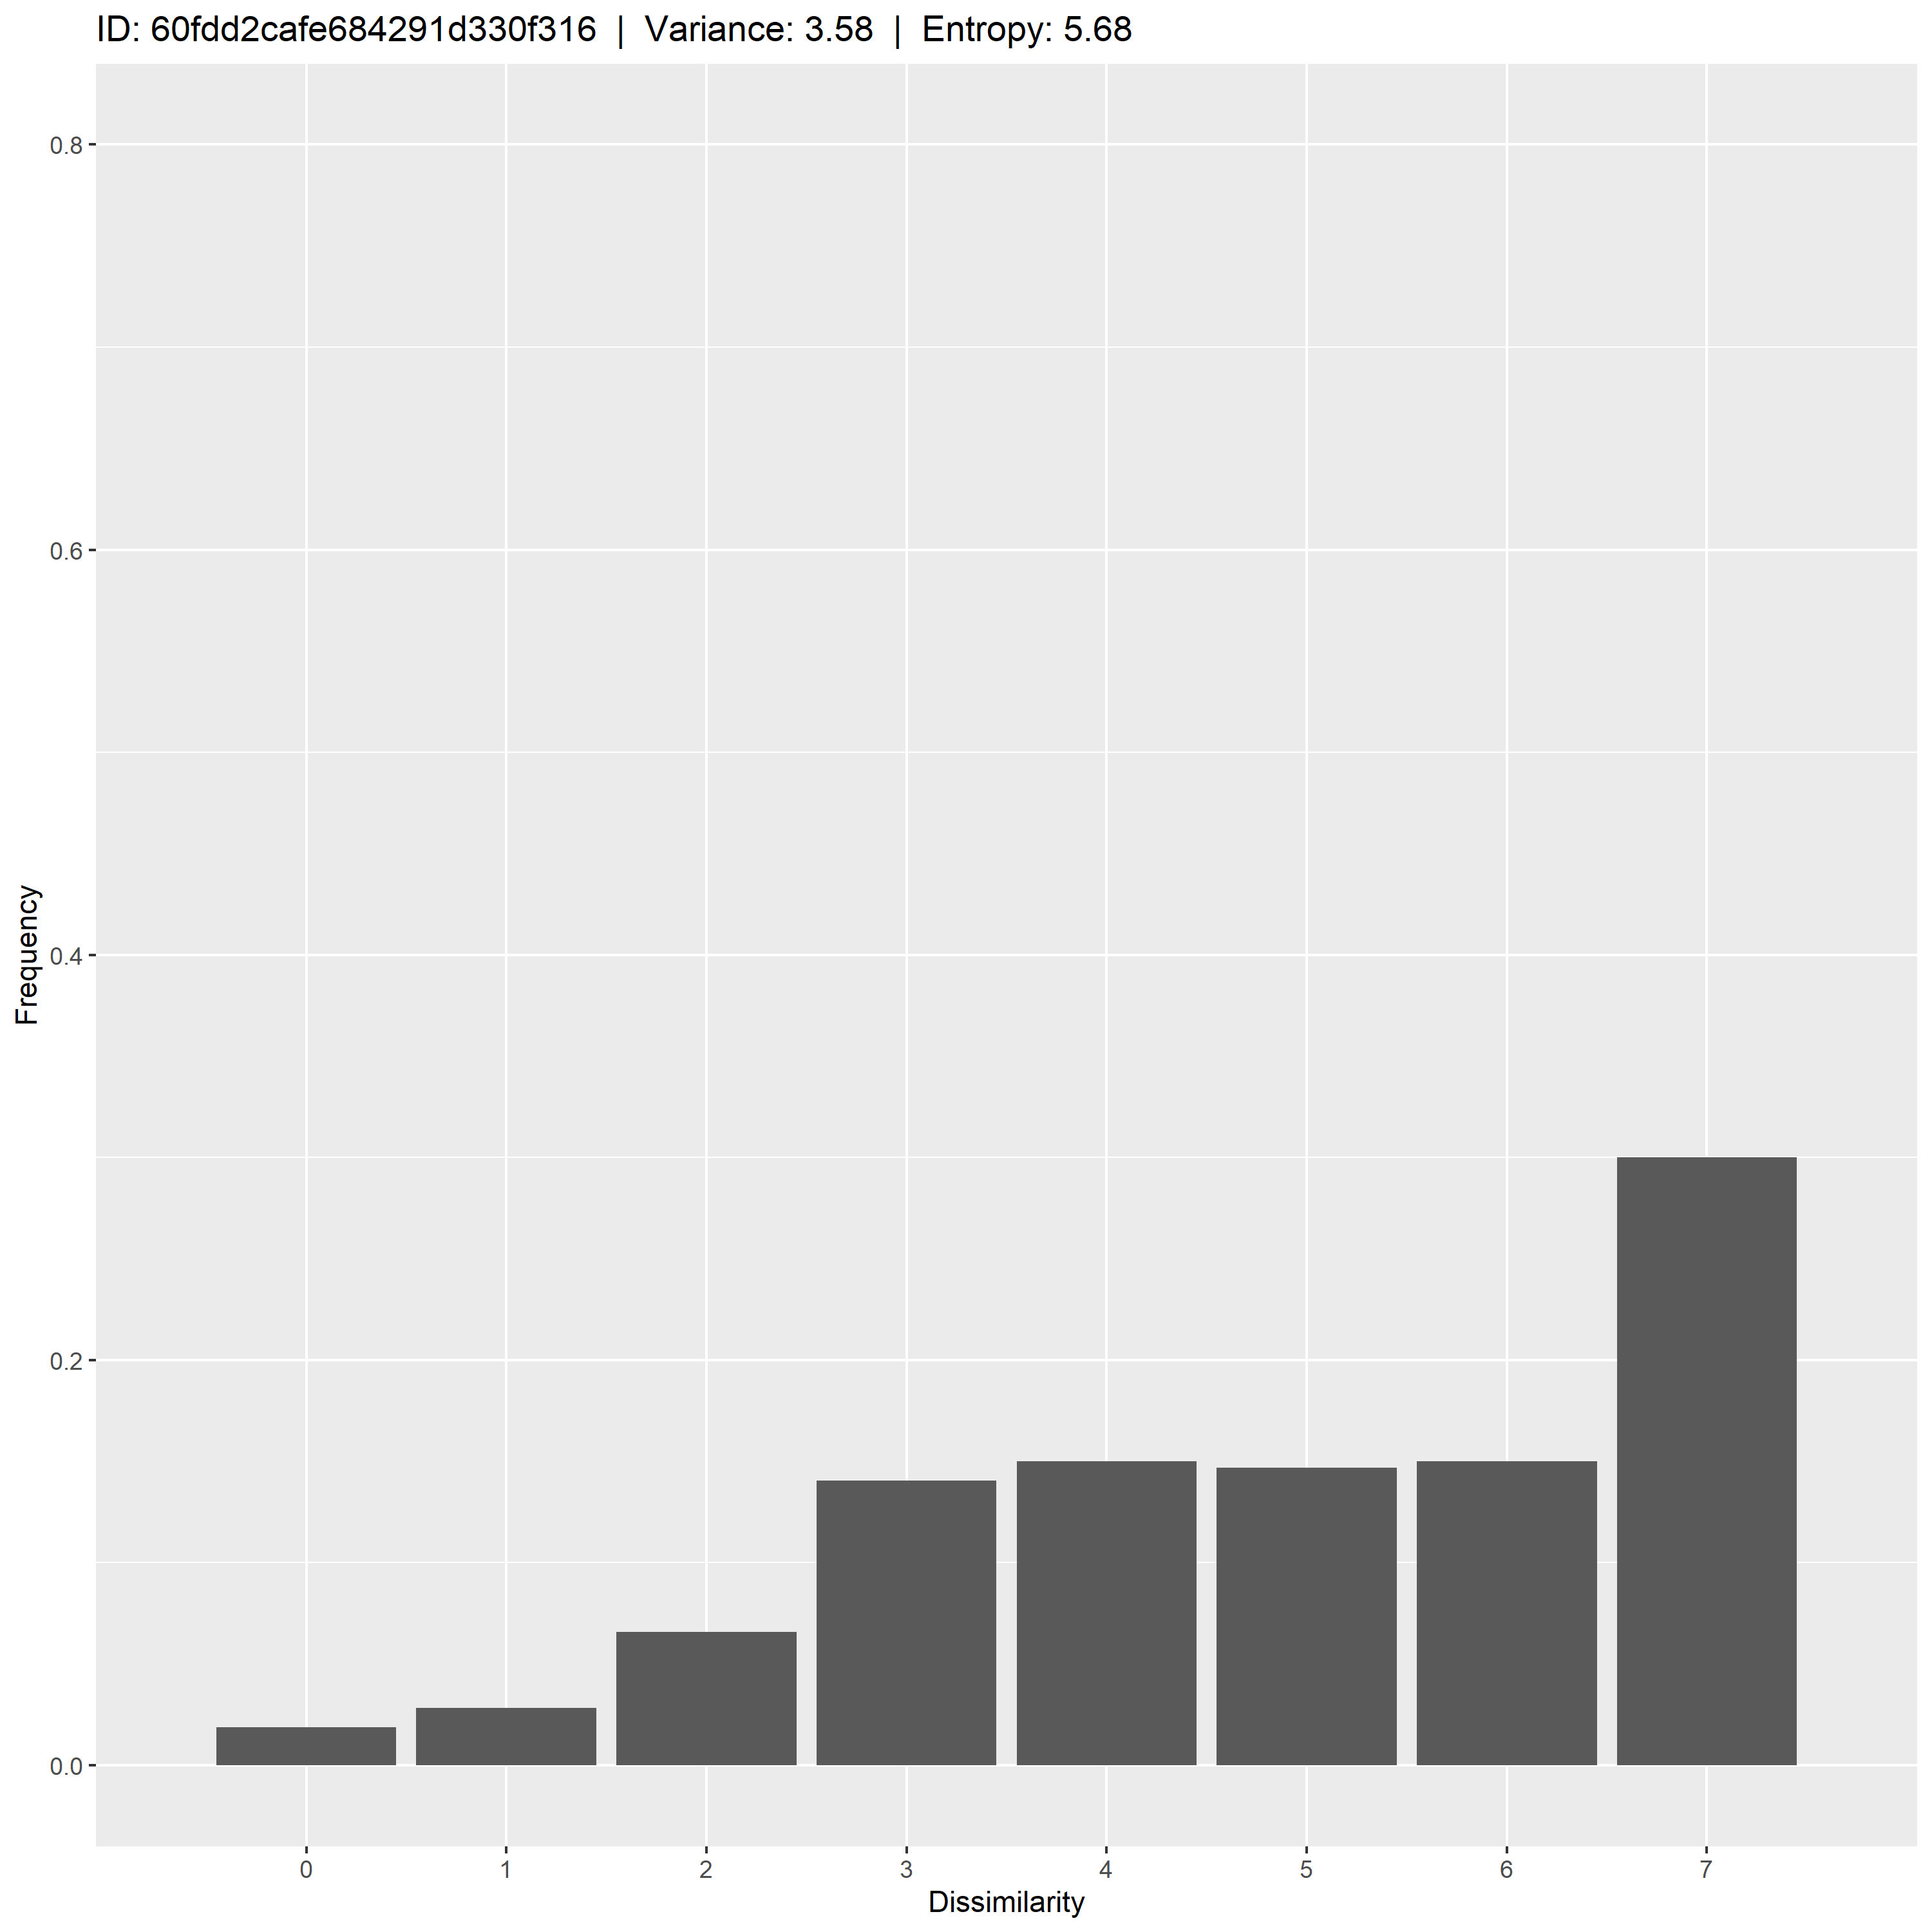 ID: 60fdd2cafe684291d330f316 | Variance: 3.58 | Entropy: 5.68
0.8
0.6
0.4
0.2
0.0
Frequency
0 1 2 3 4 5 6 7
Dissimilarity